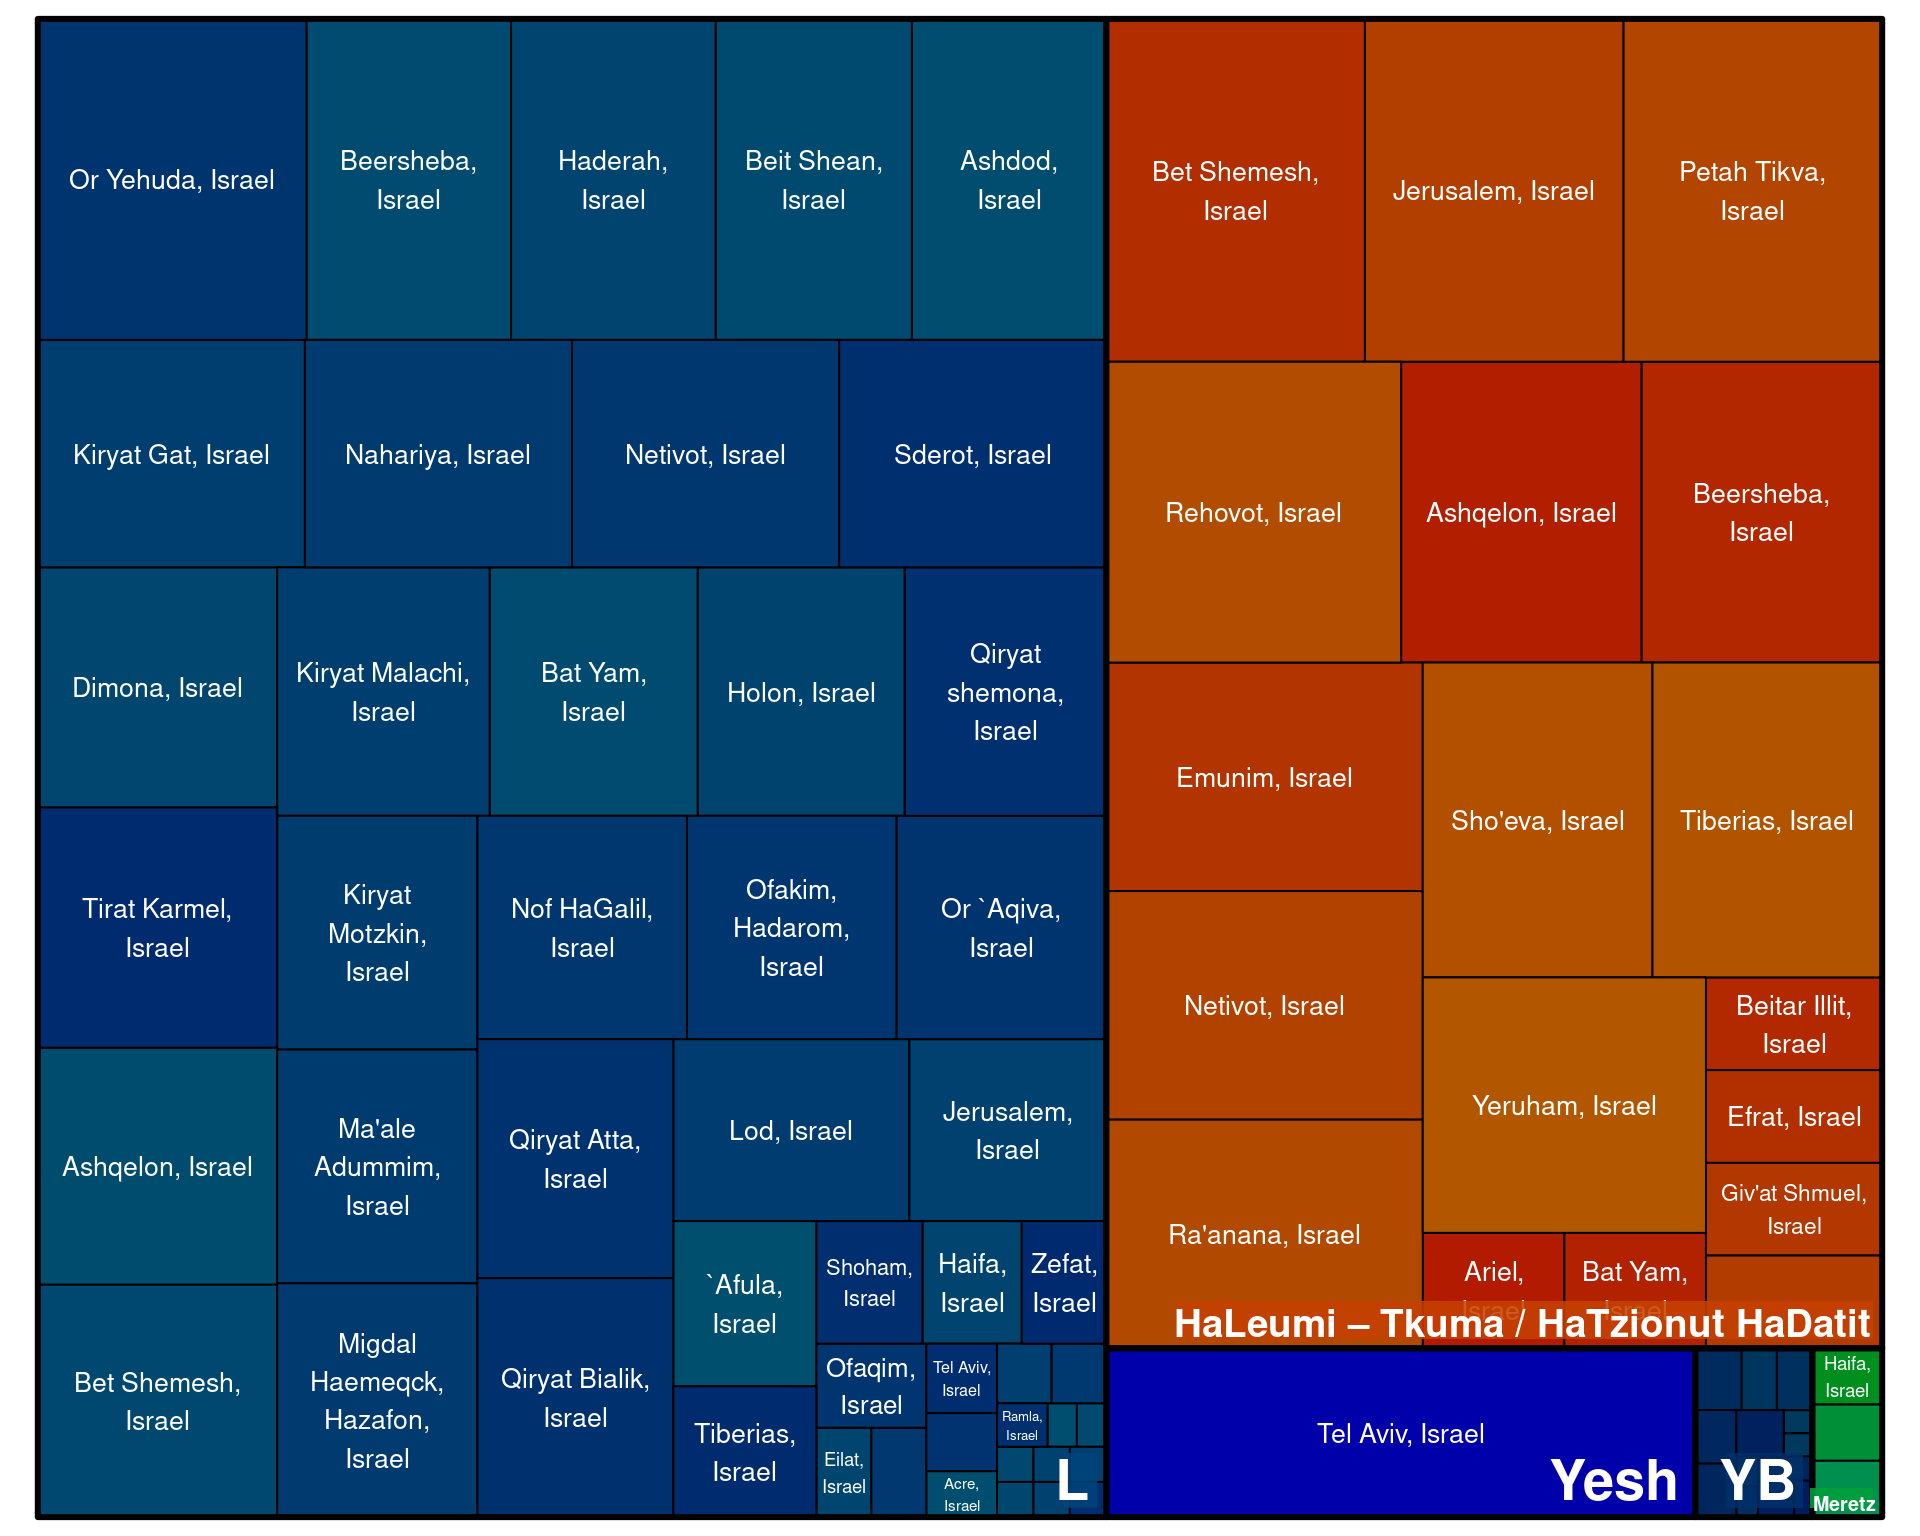 Or Yehuda, Israel
Beersheba,
Israel
Haderah,
Israel
Beit Shean,
Israel
Ashdod,
Israel
Kiryat Gat, Israel
Nahariya, Israel
Netivot, Israel
Sderot, Israel
Dimona, Israel
Kiryat Malachi,
Israel
Bat Yam,
Israel
Holon, Israel
Qiryat
shemona,
Israel
Tirat Karmel,
Israel
Kiryat
Motzkin,
Israel
Nof HaGalil,
Israel
Ofakim,
Hadarom,
Israel
Or `Aqiva,
Israel
Ashqelon, Israel
Ma'ale
Adummim,
Israel
Qiryat Atta,
Israel
Lod, Israel
Jerusalem,
Israel
Bet Shemesh,
Israel
Migdal
Haemeqck,
Hazafon,
Israel
Qiryat Bialik,
Israel
`Afula,
Israel
Tiberias,
Israel
Shoham,
Israel
Haifa,
Israel
Zefat,
Israel
Ofaqim,
Israel
Eilat,
Israel
Tel Aviv,
Israel
Acre,
Israel
Ramla,
Israel
L
Bet Shemesh,
Israel
Jerusalem, Israel
Petah Tikva,
Israel
Rehovot, Israel
Ashqelon, Israel
Beersheba,
Israel
Emunim, Israel
Sho'eva, Israel
Tiberias, Israel
Netivot, Israel
Yeruham, Israel
Beitar Illit,
Israel
Efrat, Israel
Giv'at Shmuel,
Israel
Ra'anana, Israel
Ariel,
Israel
Bat Yam,
Israel
HaLeumi – Tkuma / HaTzionut HaDatit
Tel Aviv, Israel
Yesh
YB
Haifa,
Israel
Meretz